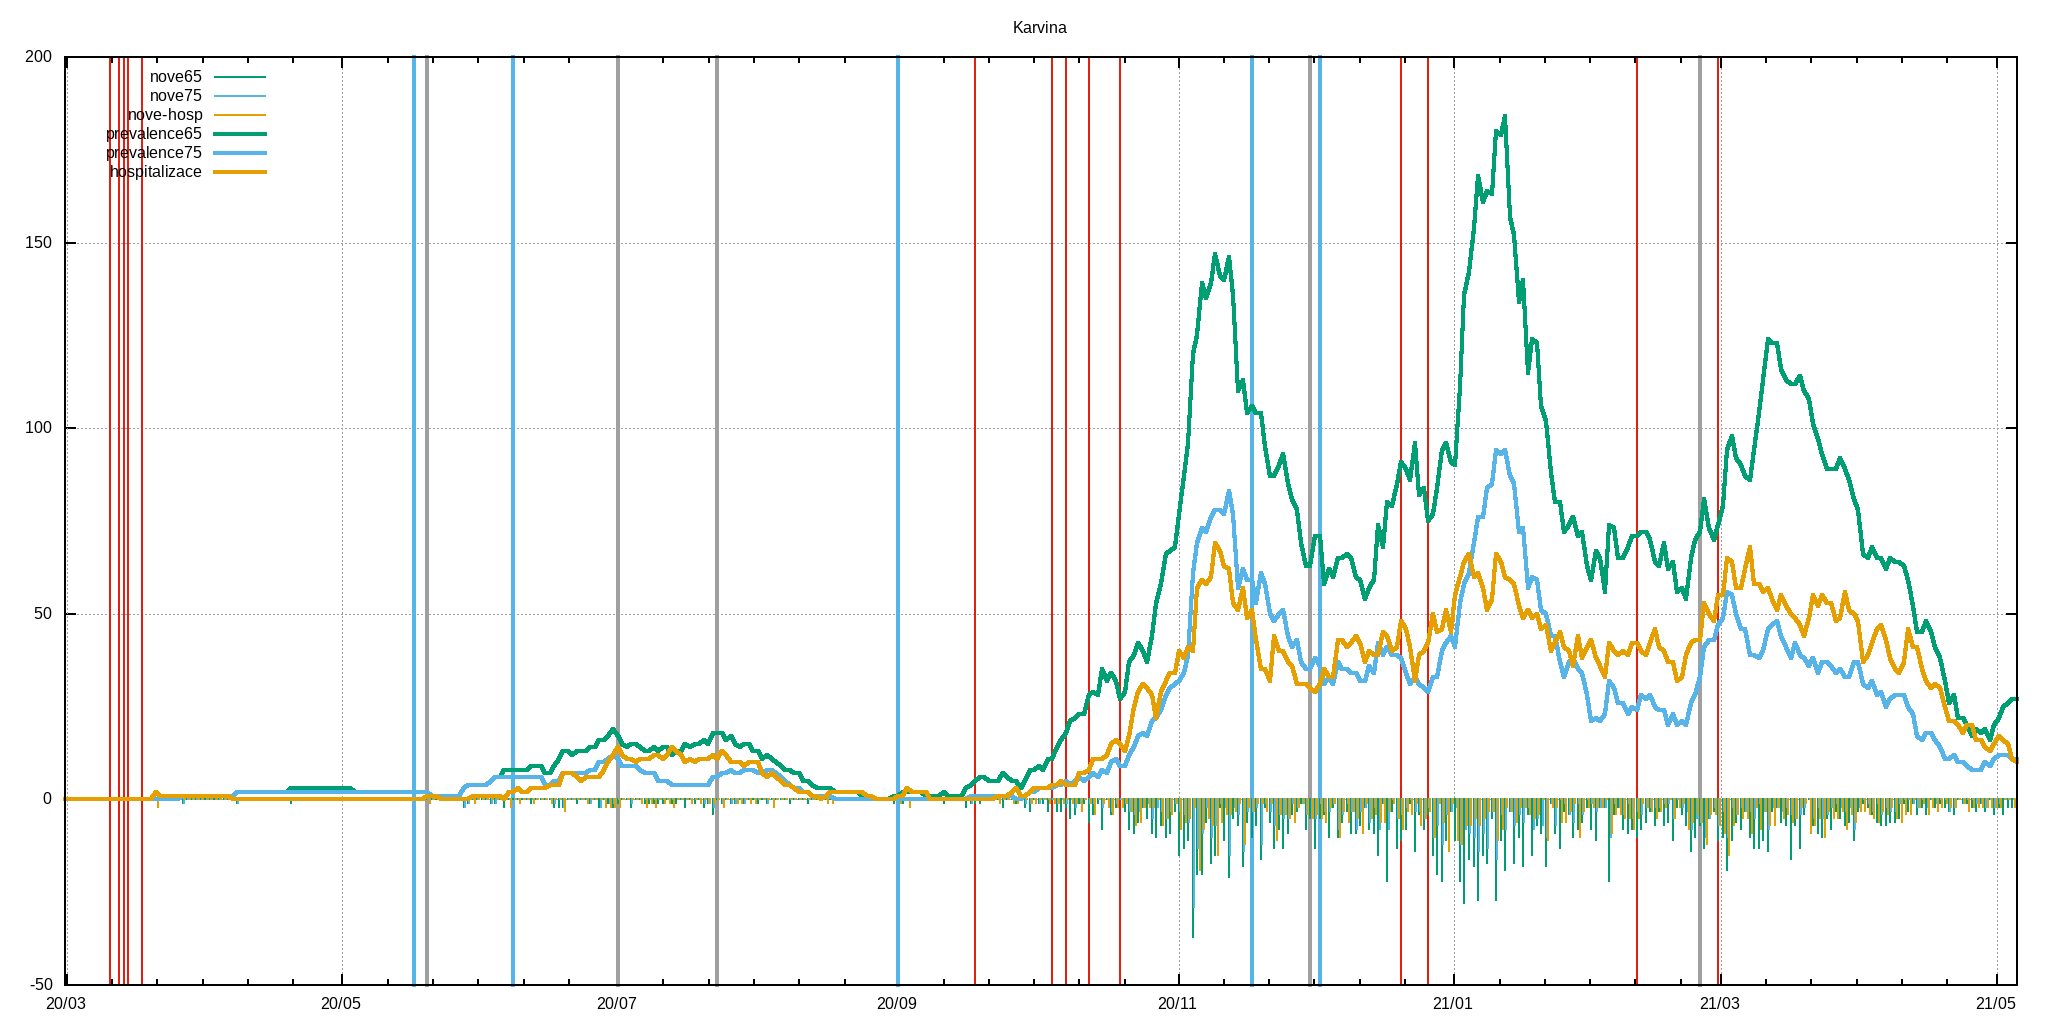 Karvina
200
150
100
50
0
-50
nove65
nove75
nove-hosp
prevalence65
prevalence75
hospitalizace
20/03 20/05 20/07 20/09 20/11 21/01 21/03 21/05